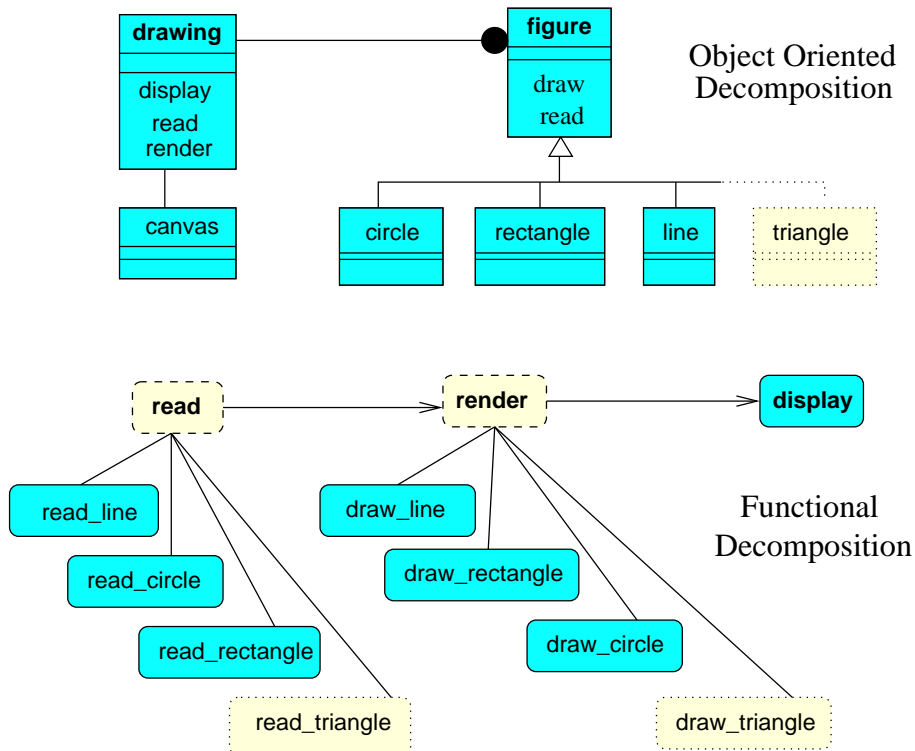 drawing
display
read
render
figure
draw
read
Object Oriented
Decomposition
canvas
circle
rectangle
line
triangle
read
render
display
read_line
read_circle
read_rectangle
read_triangle
draw_line
draw_rectangle
draw_circle
draw_triangle
Functional
Decomposition